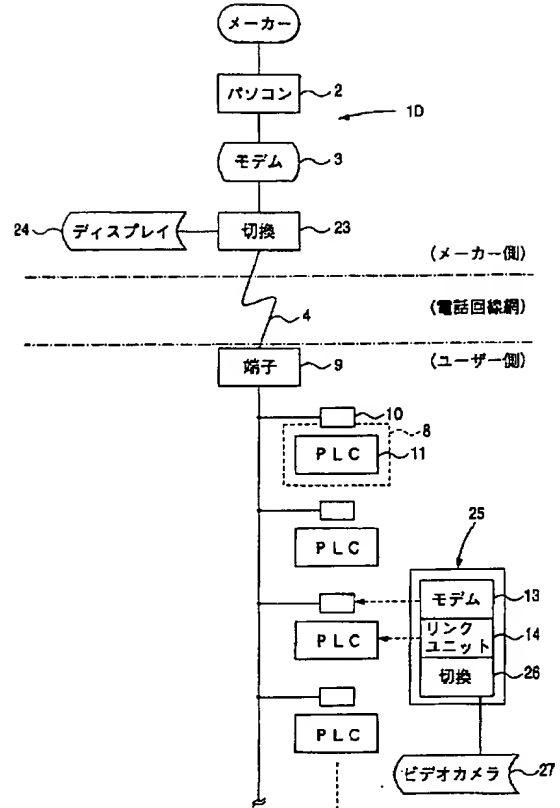 メーカー
パソコン 2
1D
モデム 3
24 ディスプレイ 切換 23
(メーカー側)
(電話回線網)
4
(ユーザー側)
端子 9
10
8
PLC 11
25
PLC
モデム 13
リンク
ユニット 14
PLC
切換 26
PLC
ビデオカメラ 27